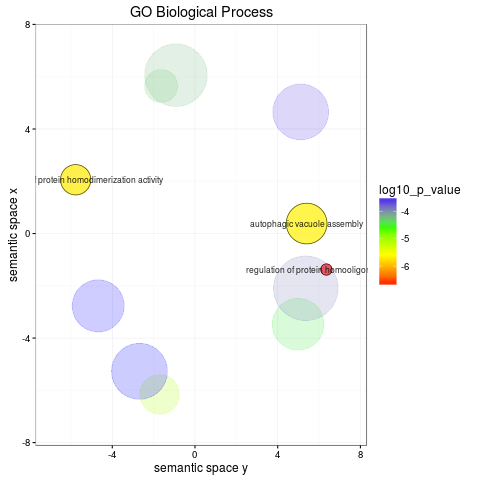 GO Biological Process
8
4
0
-4
-8
semantic space x
protein homodimerization activity
autophagic vacuole assembly
regulation of protein homooligor
-4
0
4
8
semantic space y
log10_p_value
-4
-5
-6